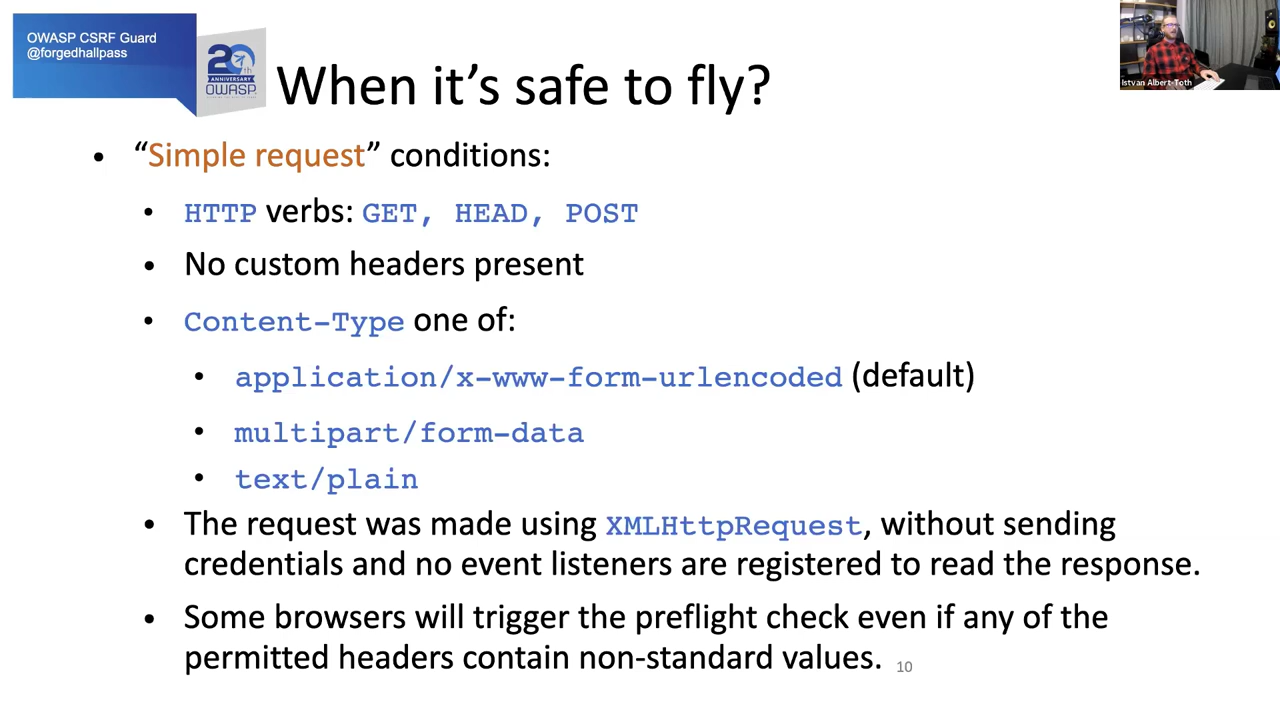 OWASP CSRF Guard
@forgedhallpass
20
th
ANNIVERSARY
OWASP
When it’s safe to fly?
Istvan Albert-Toth
• “Simple request” conditions:
• HTTP verbs: GET, HEAD, POST
• No custom headers present
• Content-Type one of:
• application/x-www-form-urlencoded (default)
• multipart/form-data
• text/plain
• The request was made using XMLHttpRequest, without sending
credentials and no event listeners are registered to read the response.
• Some browsers will trigger the preflight check even if any of the
permitted headers contain non-standard values.
10